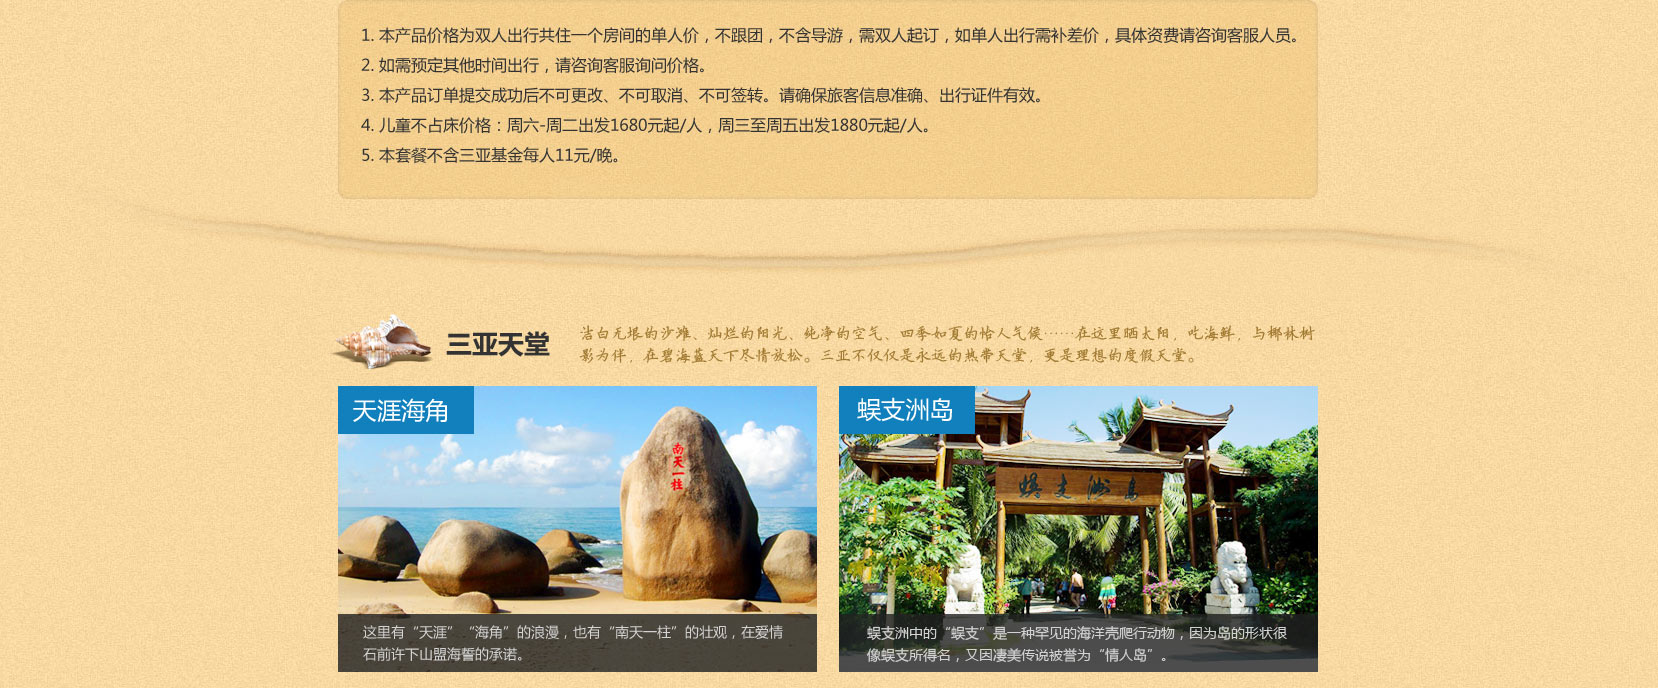 1. 本产品价格为双人出行共住一个房间的单人价，不跟团，不含导游，需双人起订，如单人出行需补差价，具体资费请咨询客服人员。
2. 如需预定其他时间出行，请咨询客服询问价格。
3. 本产品订单提交成功后不可更改、不可取消、不可签转。请确保旅客信息准确、出行证件有效。
4. 儿童不占床价格：周六-周二出发1680元起/人，周三至周五出发1880元起/人。
5. 本套餐不含三亚基金每人11元/晚。
三亚天堂
洁白无垠的沙滩、灿烂的阳光、纯净的空气、四季如夏的怡人气候……在这里晒太阳，吃海鲜，与椰林树
影为伴，在碧海蓝天下尽情放松。三亚不仅仅是永远的热带天堂，更是理想的度假天堂。
天涯海角
南天一柱
这里有“天涯”“海角”的浪漫，也有“南天一柱”的壮观，在爱情
石前许下山盟海誓的承诺。
蜈支洲岛
蜈支洲岛
蜈支洲中的“蜈支”是一种罕见的海洋壳爬行动物，因为岛的形状很
像蜈支所得名，又因凄美传说被誉为“情人岛”。